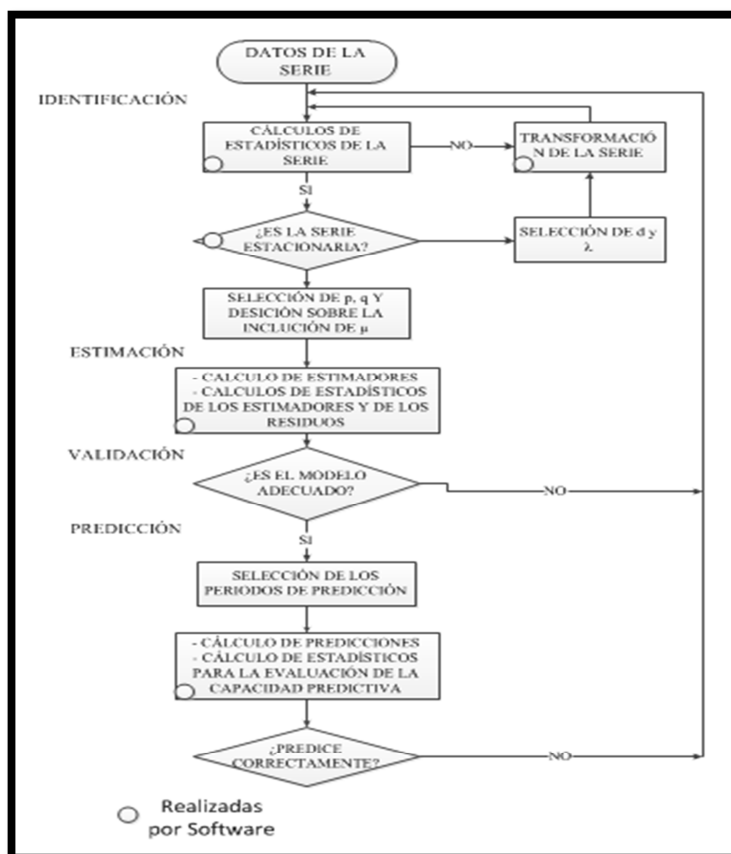 DATOS DE LA
SERIE
IDENTIFICACIÓN
CÁLCULOS DE
ESTADÍSTICOS DE LA
SERIE
NO
TRANSFORMACIÓ
N DE LA SERIE
SI
¿ES LA SERIE
ESTACIONARIA?
SELECCIÓN DE d y
λ
SELECCIÓN DE p, q Y
DESICIÓN SOBRE LA
INCLUCIÓN DE μ
ESTIMACIÓN
- CALCULO DE ESTIMADORES
- CALCULOS DE ESTADÍSTICOS
DE LOS ESTIMADORES Y DE LOS
RESIDUOS
VALIDACIÓN
¿ES EL MODELO
ADECUADO?
NO
PREDICCIÓN
SI
SELECCIÓN DE LOS
PERIODOS DE PREDICCIÓN
- CÁLCULO DE PREDICCIONES
- CÁLCULO DE ESTADÍSTICOS
PARA LA EVALUACIÓN DE LA
CAPACIDAD PREDICTIVA
¿PREDICE
CORRECTAMENTE?
NO
Realizadas
por Software